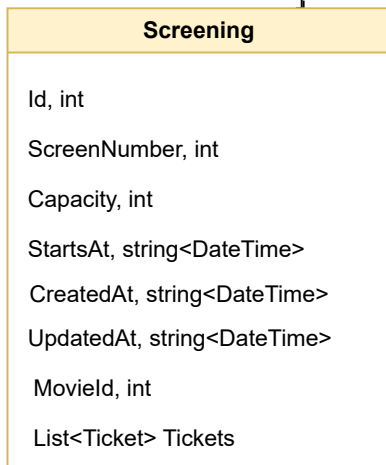 Screening
Id, int
ScreenNumber, int
Capacity, int
StartsAt, string<DateTime>
CreatedAt, string<DateTime>
UpdatedAt, string<DateTime>
MovieId, int
List<Ticket> Tickets